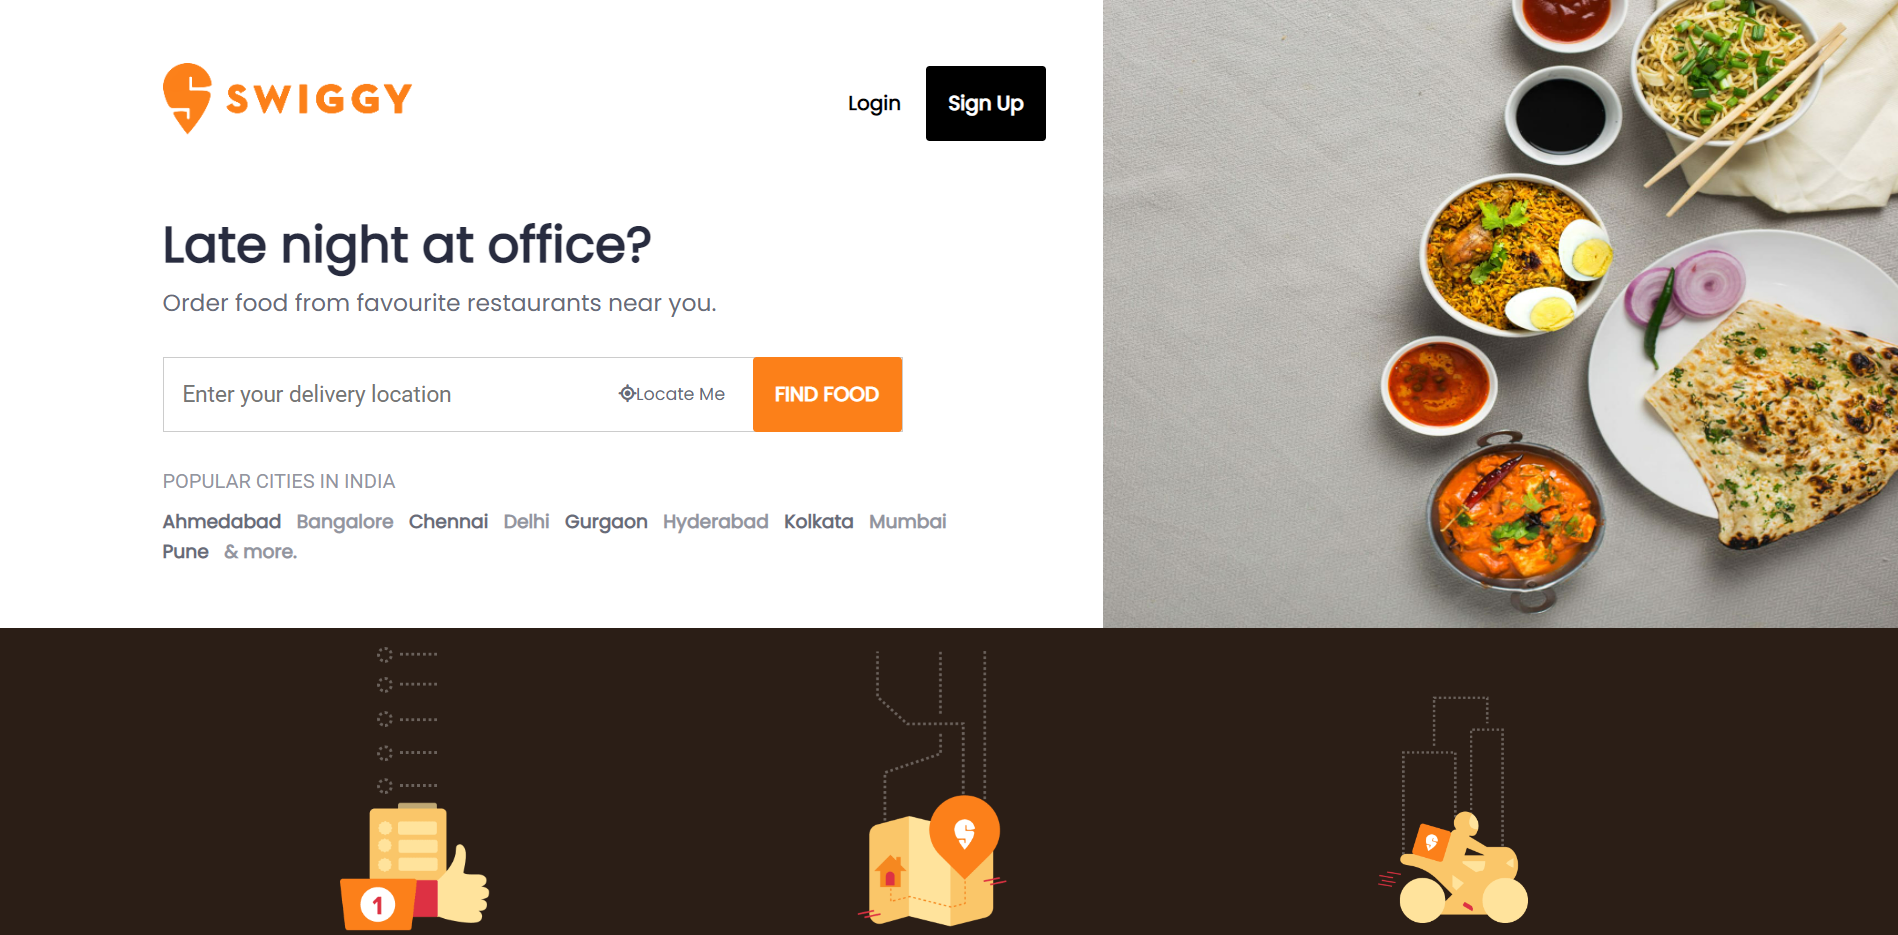 SWIGGY
Login
Sign Up
Late night at office?
Order food from favourite restaurants near you.
Enter your delivery location
Locate Me
FIND FOOD
POPULAR CITIES IN INDIA
Ahmedabad Bangalore Chennai Delhi Gurgaon Hyderabad Kolkata Mumbai
Pune & more.
1